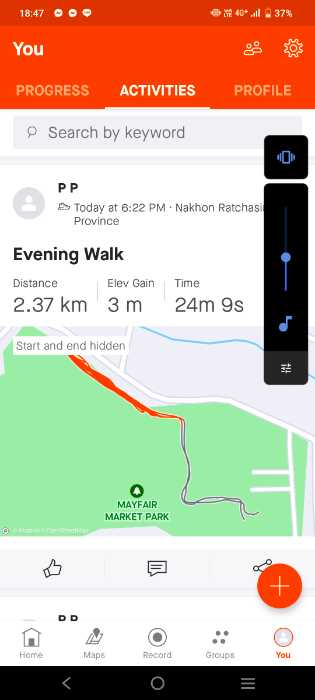 18:47 4G+ 37%
You
PROGRESS ACTIVITIES PROFILE
Search by keyword
P P
Today at 6:22 PM · Nakhon Ratchasi
Province
Evening Walk
Distance Elev Gain Time
2.37 km 3 m 24m 9s
Start and end hidden
MAYFAIR
MARKET PARK
© Mapbox © OpenStreetMap
P P
Home Maps Record Groups You